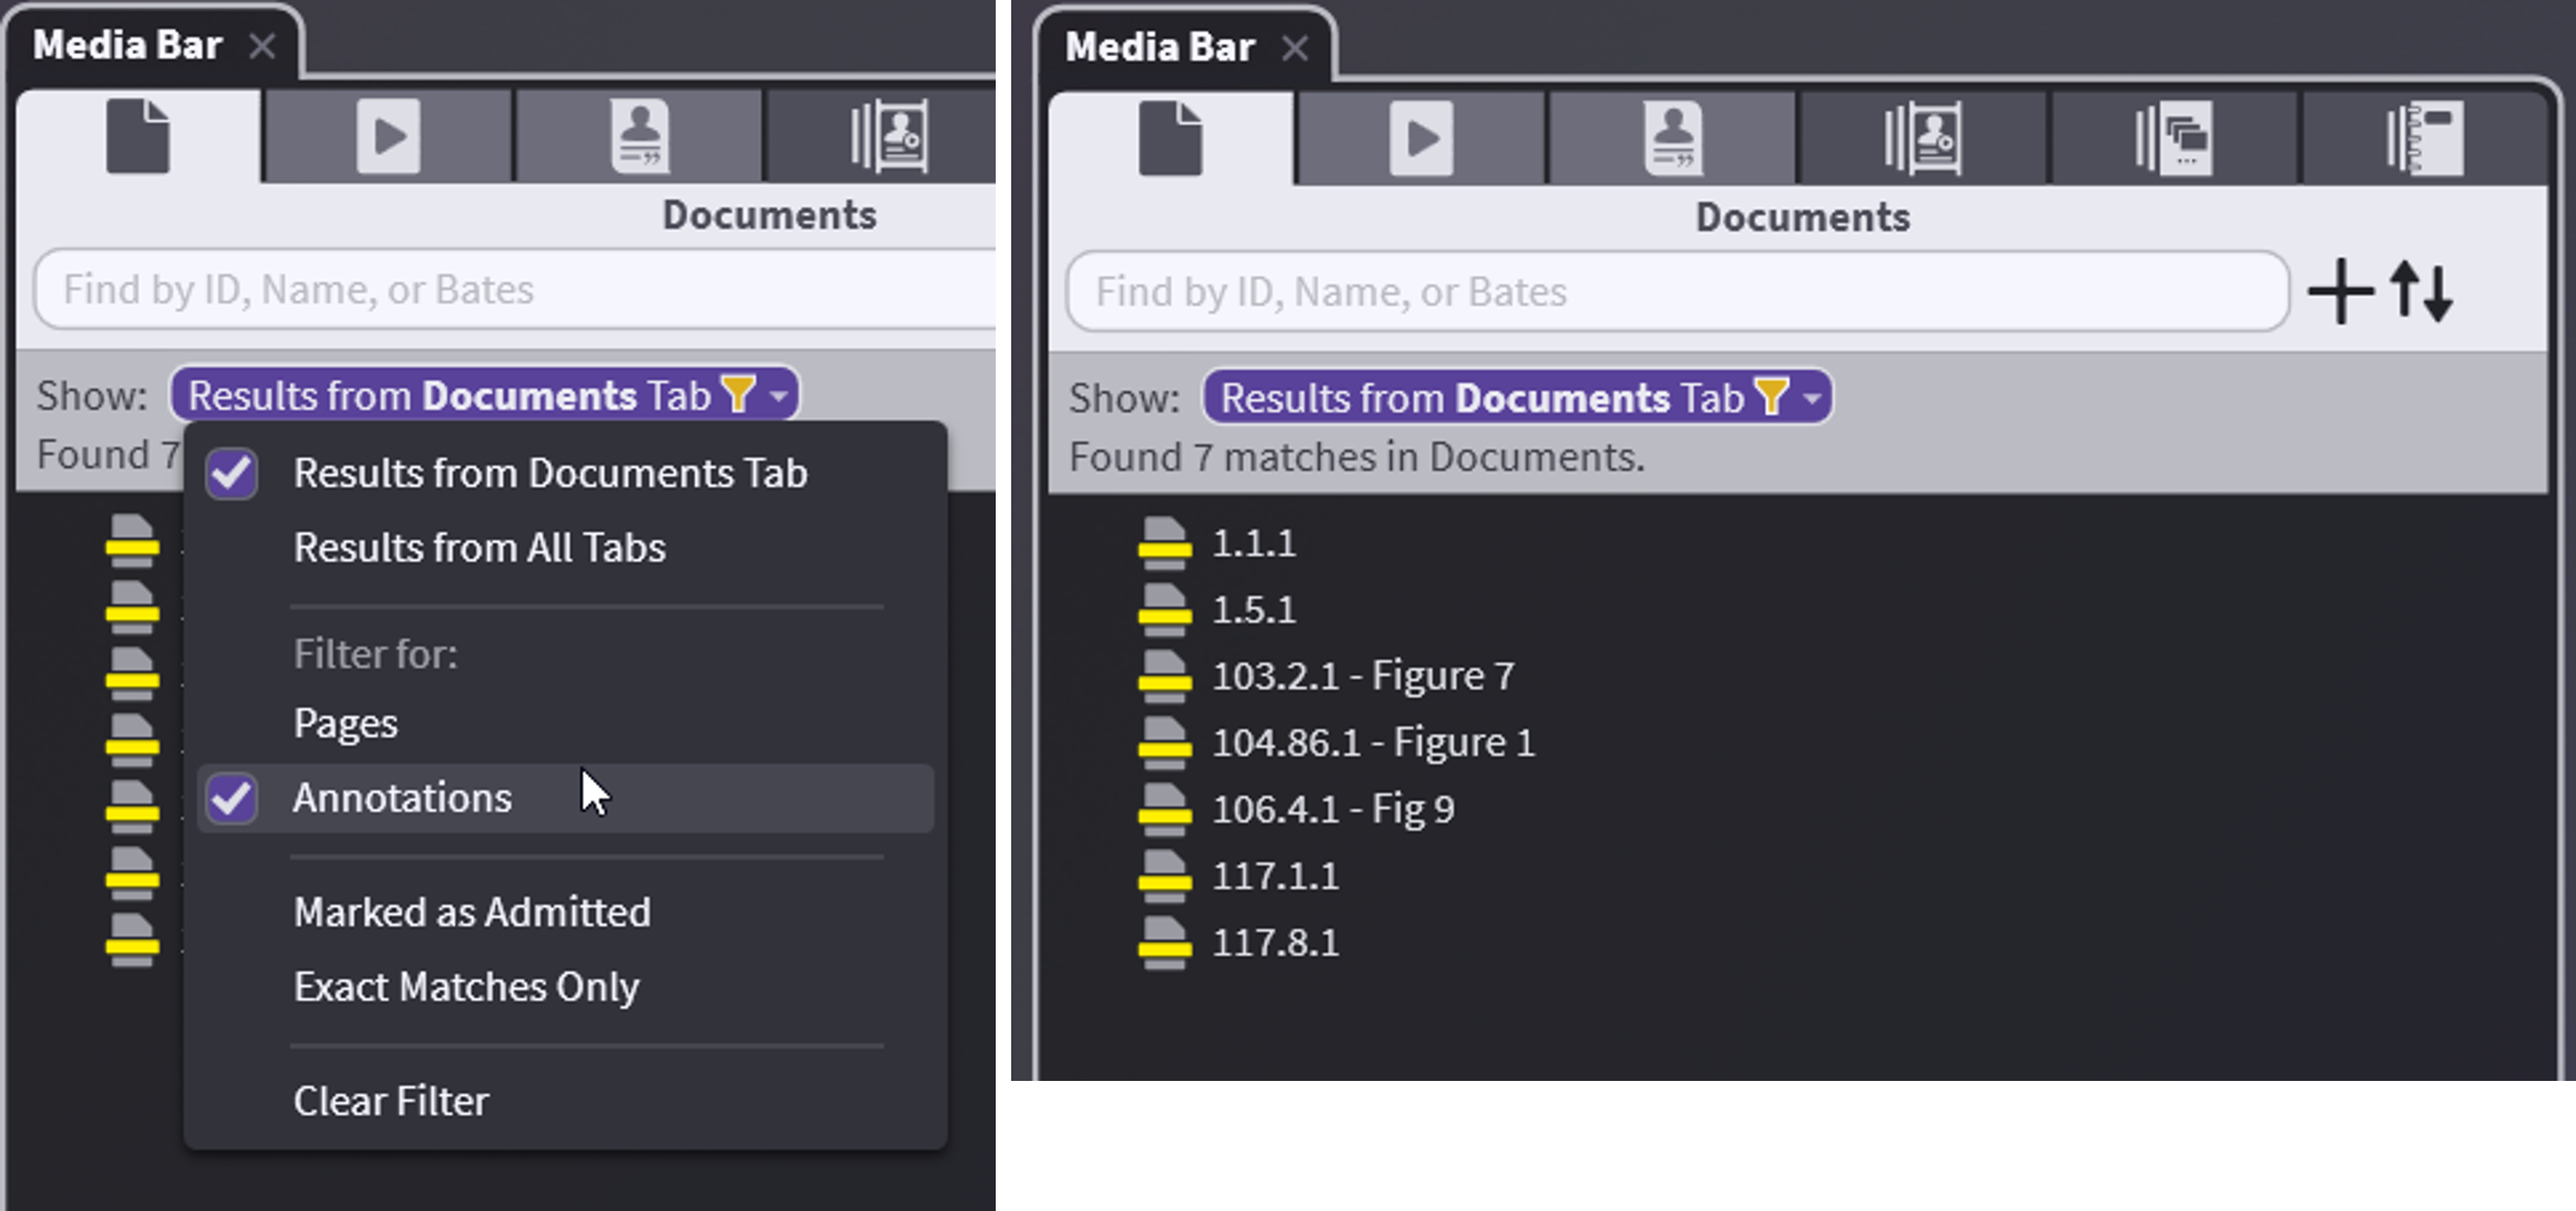 Media Bar
Documents
Find by ID, Name, or Bates
Show: Results from Documents Tab
Found 7
Results from Documents Tab
Results from All Tabs
Filter for:
Pages
Annotations
Marked as Admitted
Exact Matches Only
Clear Filter
Media Bar
Documents
Find by ID, Name, or Bates
Show: Results from Documents Tab
Found 7 matches in Documents.
1.1.1
1.5.1
103.2.1 - Figure 7
104.86.1 - Figure 1
106.4.1 - Fig 9
117.1.1
117.8.1